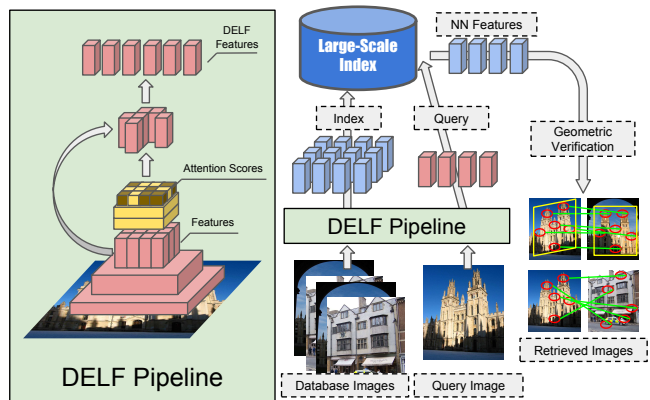 DELF
Features
Attention Scores
Features
DELF Pipeline
Large-Scale
Index
NN Features
Index
Query
Geometric
Verification
DELF Pipeline
Database Images
Query Image
Retrieved Images